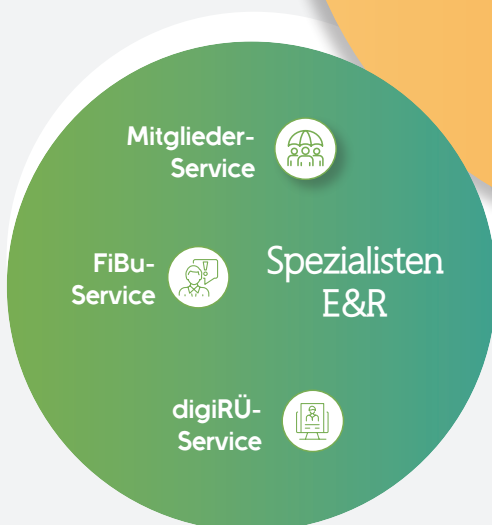 Mitglieder-
Service
FiBu-
Service
Spezialisten
E&R
digiRÜ-
Service